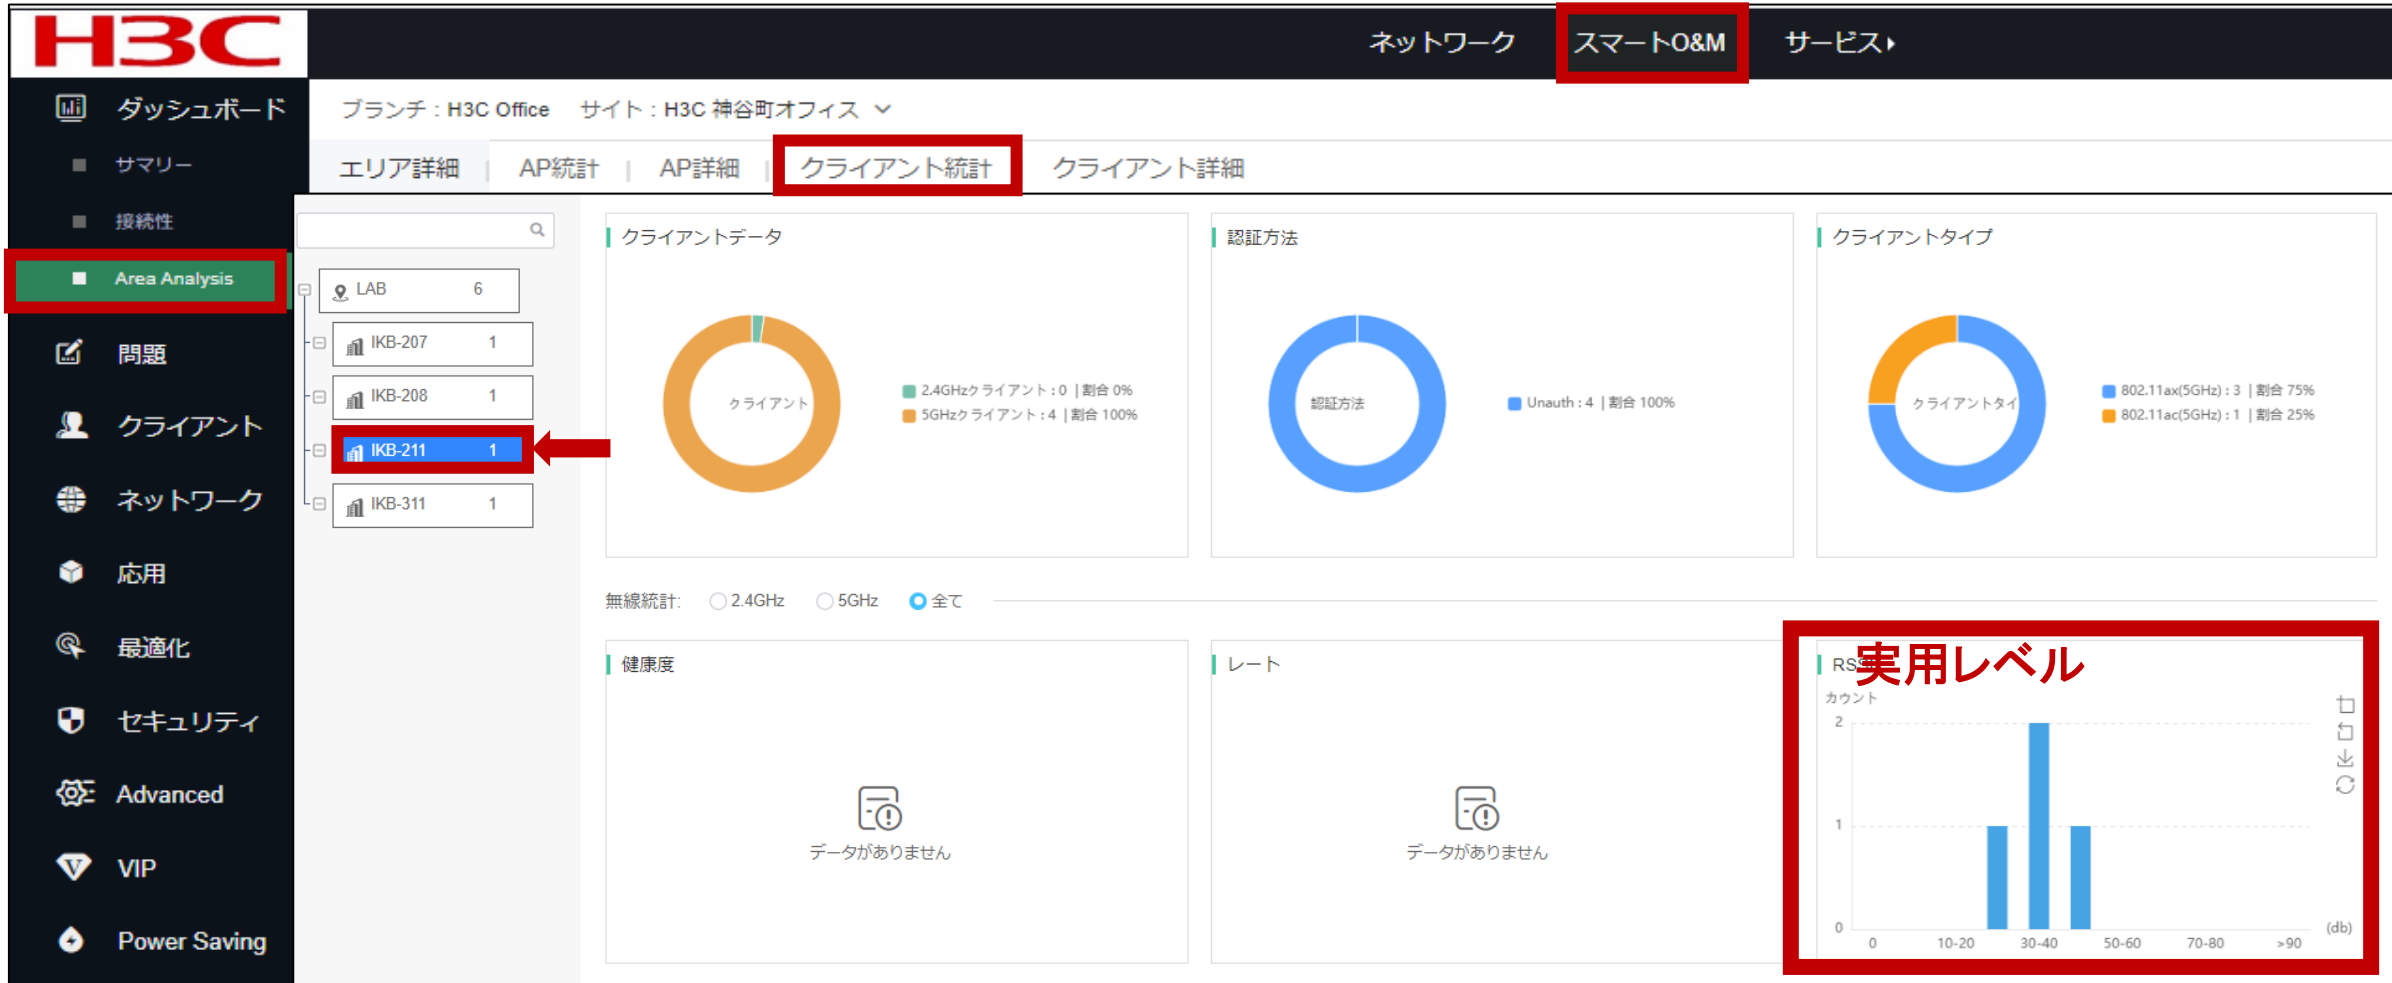 H3C
ネットワーク
スマートO&M
サービス
ダッシュボード
サマリー
接続性
Area Analysis
問題
クライアント
ネットワーク
応用
最適化
セキュリティ
Advanced
VIP
Power Saving
ブランチ：H3C Office サイト：H3C 神谷町オフィス
エリア詳細 | AP統計 | AP詳細 | クライアント統計 クライアント詳細
LAB 6
IKB-207 1
IKB-208 1
IKB-211 1
IKB-311 1
クライアントデータ
クライアント
2.4GHzクライアント：0 |割合 0%
5GHzクライアント：4 |割合 100%
認証方法
認証方法
Unauth：4 |割合 100%
クライアントタイプ
クライアントタイ
802.11ax(5GHz)：3 |割合 75%
802.11ac(5GHz)：1 |割合 25%
無線統計: 2.4GHz 5GHz 全て
健康度
データがありません
レート
データがありません
RSS
実用レベル
カウント
2
1
0
0 10-20 30-40 50-60 70-80 >90
(db)